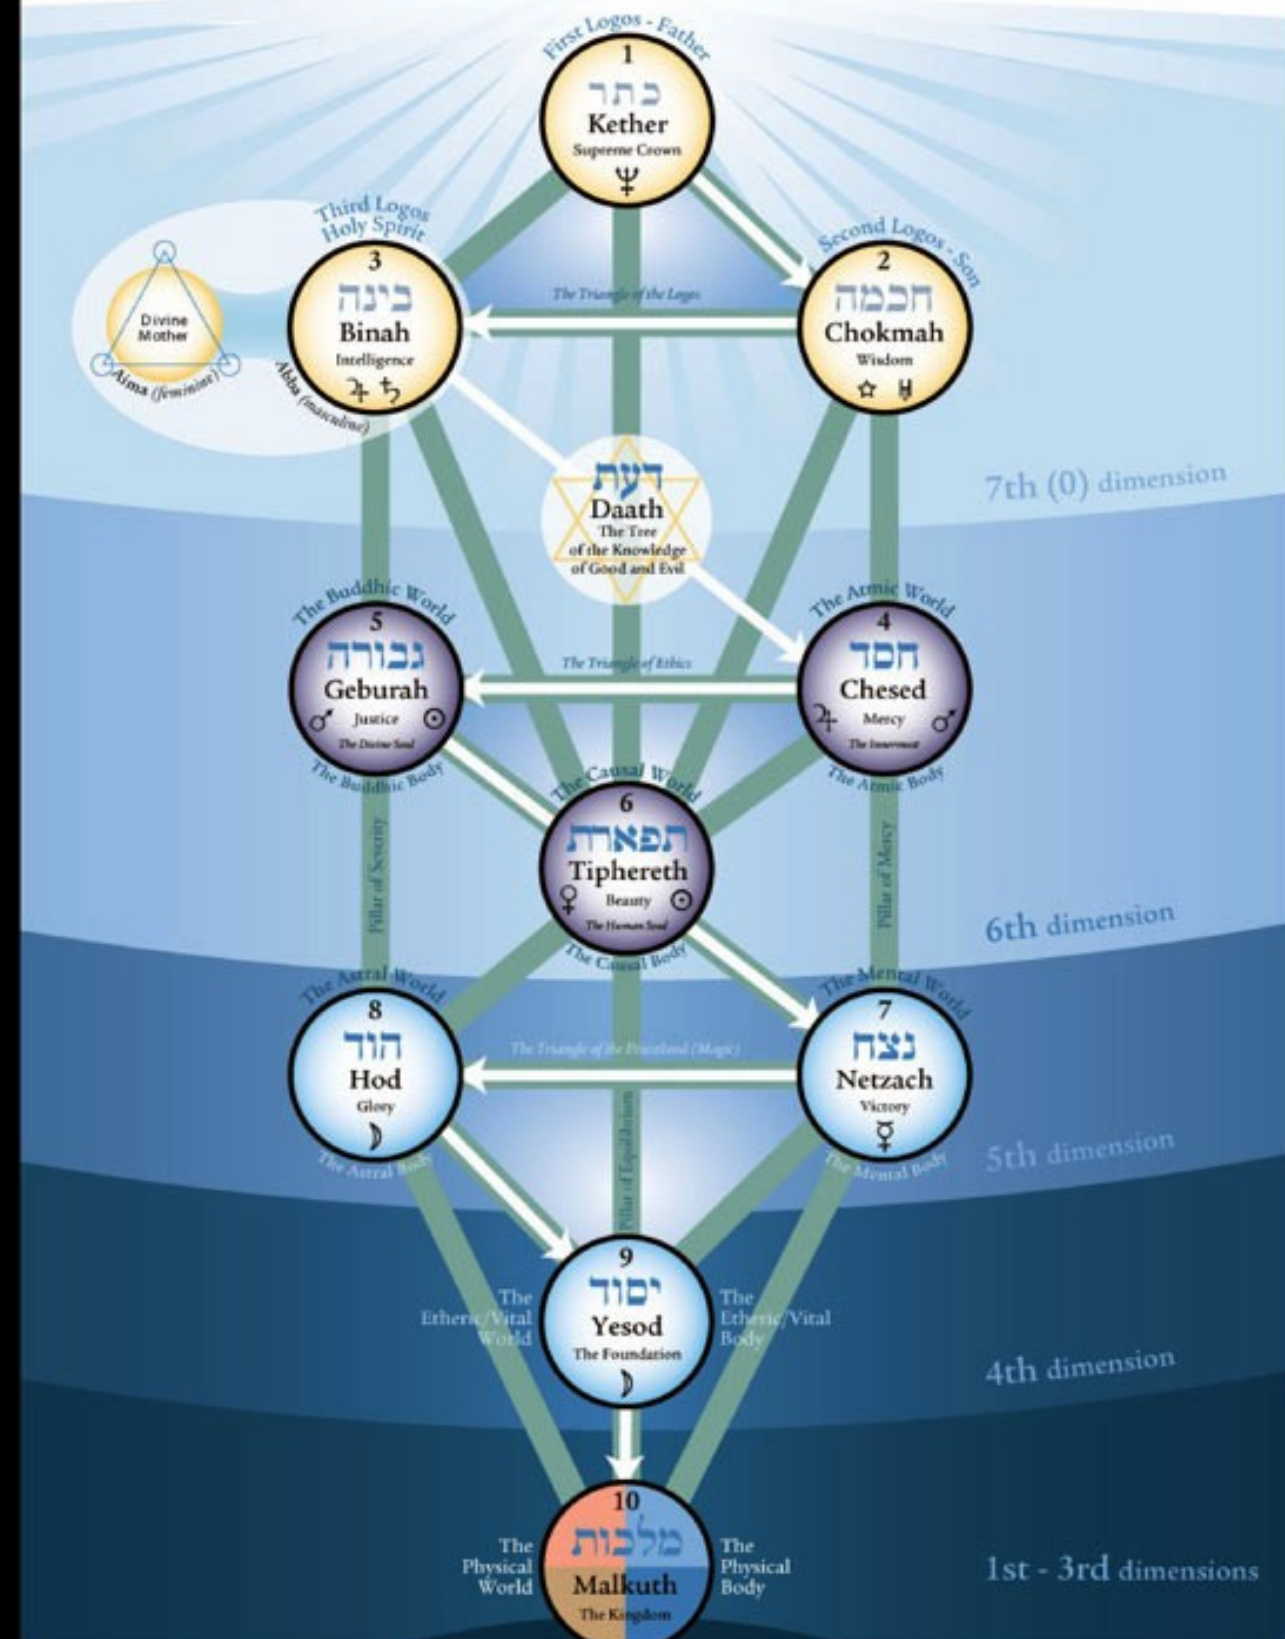 First Logos - Father
1
כתר
Kether
Supreme Crown
Third Logos
Holy Spirit
3
בינה
Binah
Intelligence
Divine
Mother
Aima (feminine)
Abba (masculine)
Second Logos - Son
2
חכמה
Chokmah
Wisdom
The Triangle of the Logos
דעת
Daath
The Tree
of the Knowledge
of Good and Evil
7th (0) dimension
The Buddhic World
5
גבורה
Geburah
Justice
The Divine Soul
The Buddhic Body
The Atmic World
4
חסד
Chesed
Mercy
The Innermost
The Atmic Body
The Triangle of Ethics
The Causal World
6
תפארת
Tiphereth
Beauty
The Human Soul
The Causal Body
Pillar of Severity
Pillar of Mercy
6th dimension
The Astral World
8
הוד
Hod
Glory
The Astral Body
The Mental World
7
נצח
Netzach
Victory
The Mental Body
The Triangle of the Priesthood (Magic)
Pillar of Equilibrium
5th dimension
9
יסוד
Yesod
The Foundation
The
Etheric/Vital
World
The
Etheric/Vital
Body
4th dimension
10
מלכות
Malkuth
The Kingdom
The
Physical
World
The
Physical
Body
1st - 3rd dimensions